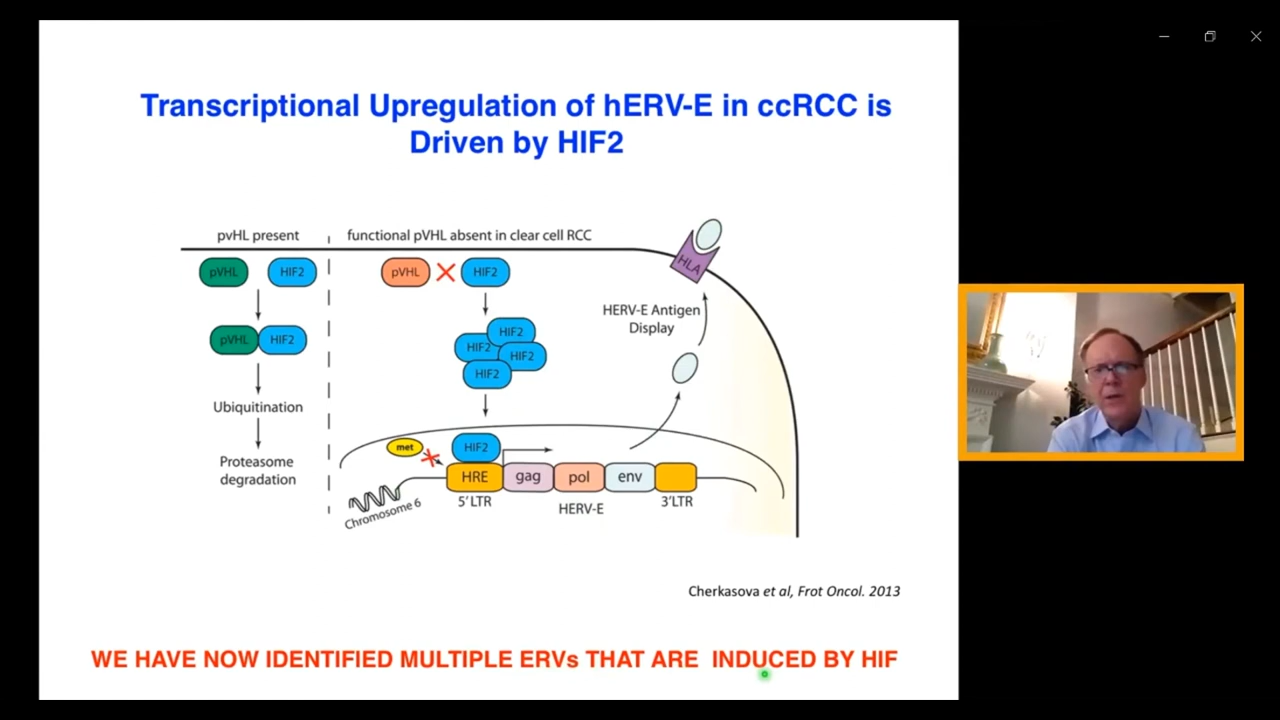 Transcriptional Upregulation of hERV-E in ccRCC is
Driven by HIF2
pvHL present
functional pVHL absent in clear cell RCC
pVHL
HIF2
pVHL
HIF2
HLA
HERV-E Antigen
Display
pVHL
HIF2
HIF2
HIF2
HIF2
HIF2
Ubiquitination
Proteasome
degradation
met
HIF2
HRE
gag
pol
env
Chromosome 6
5'LTR
HERV-E
3'LTR
Cherkasova et al, Frot Oncol. 2013
WE HAVE NOW IDENTIFIED MULTIPLE ERVs THAT ARE INDUCED BY HIF